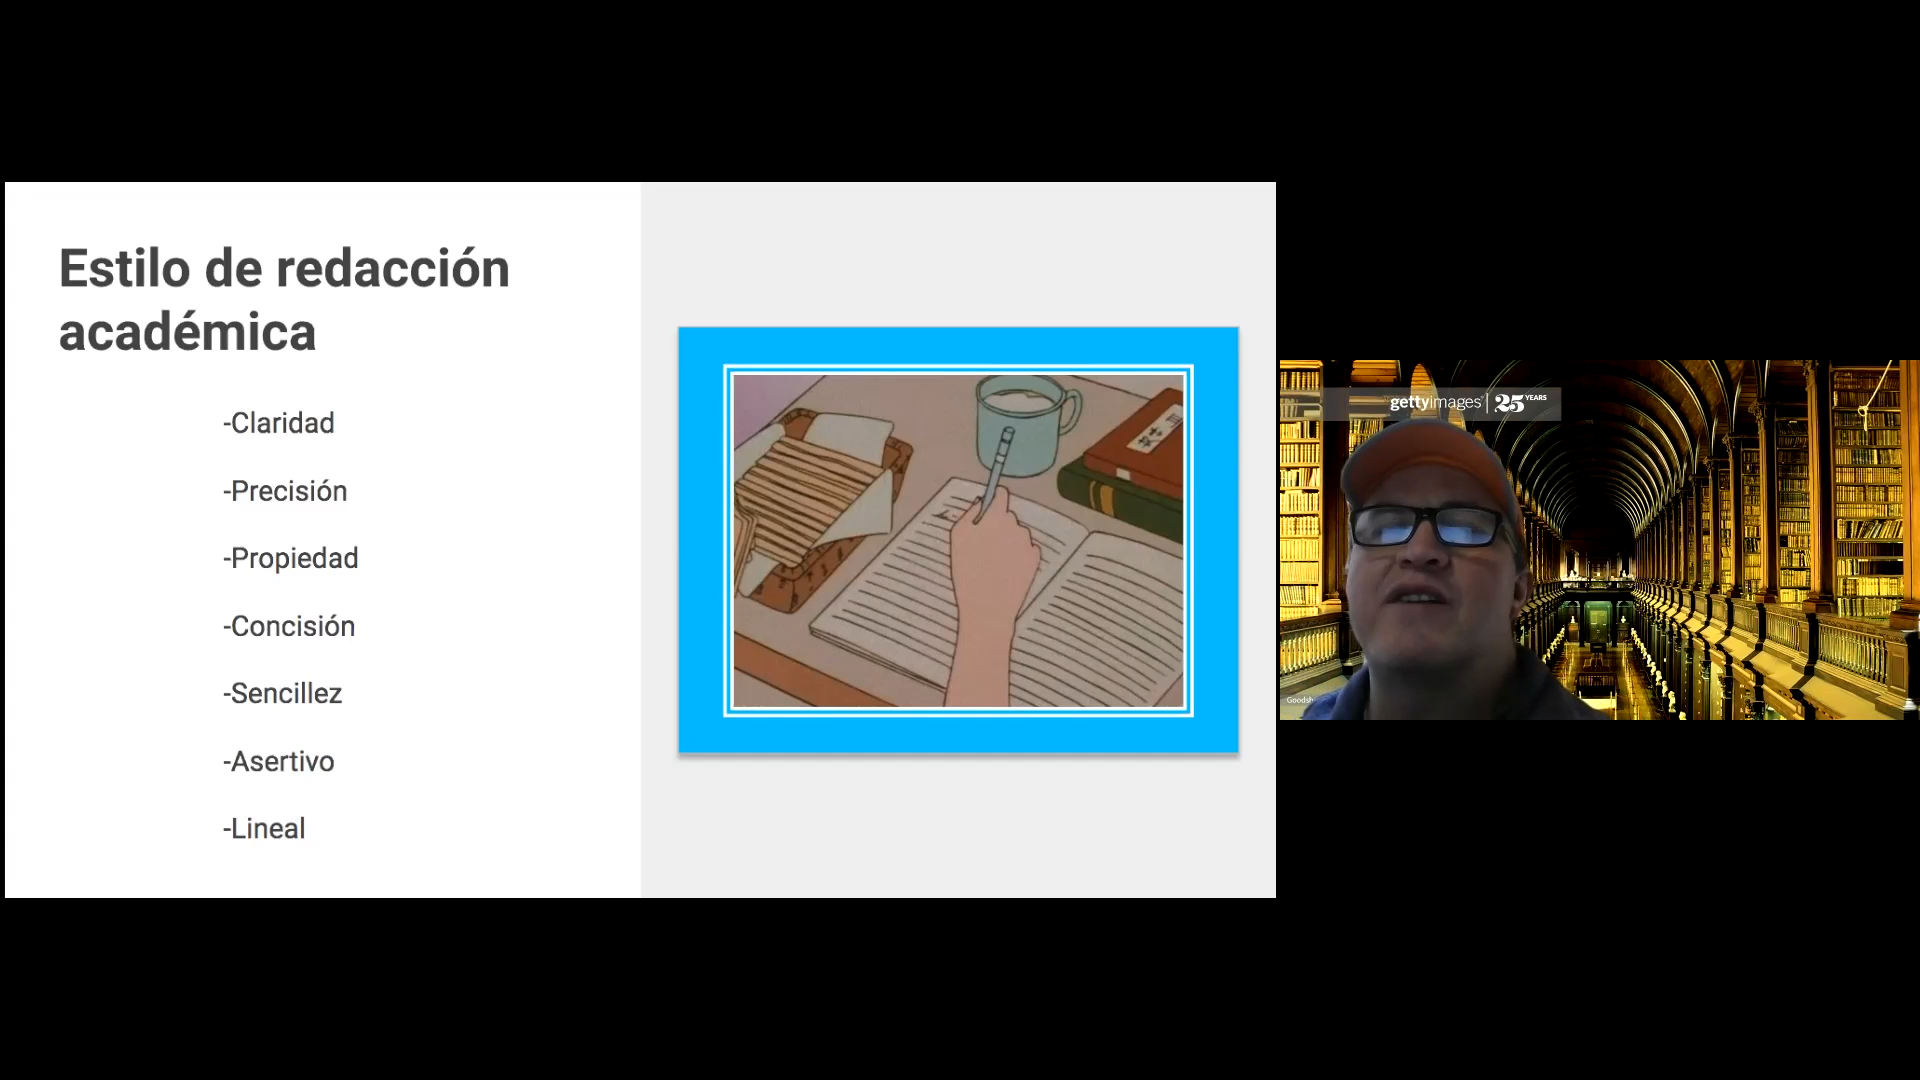 Estilo de redacción
académica
-Claridad
-Precisión
-Propiedad
-Concisión
-Sencillez
-Asertivo
-Lineal
gettyimages® 25 YEARS